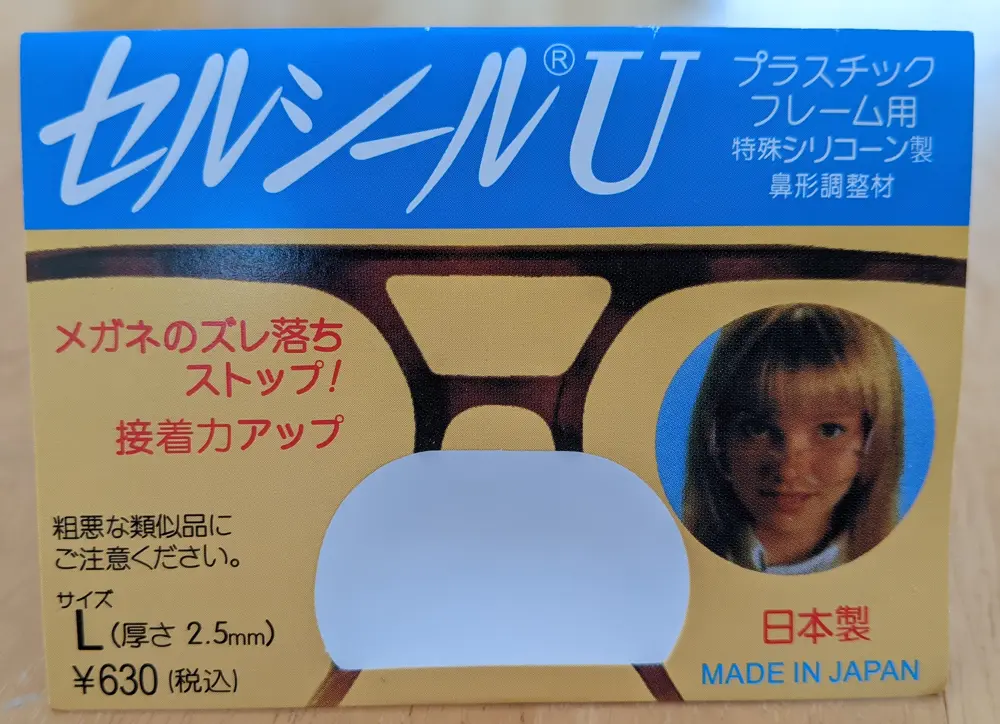 セルシール®U
プラスチック
フレーム用
特殊シリコーン製
鼻形調整材
メガネのズレ落ち
ストップ!
接着力アップ
粗悪な類似品に
ご注意ください。
サイズ
L(厚さ 2.5mm)
¥630(税込)
日本製
MADE IN JAPAN